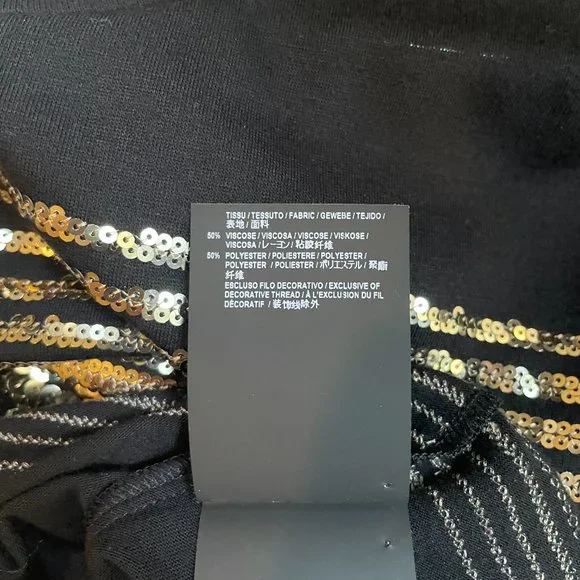 TISSU / TESSUTO / FABRIC / GEWEBE / TEJIDO /
表地 / 面料
50% VISCOSE / VISCOSA / VISCOSE / VISKOSE /
VISCOSA / レーヨン / 粘胶纤维
50% POLYESTER / POLIESTERE / POLYESTER /
POLYESTER / POLIESTER / ポリエステル / 聚酯
纤维
ESCLUSO FILO DECORATIVO / EXCLUSIVE OF
DECORATIVE THREAD / À L'EXCLUSION DU FIL
DÉCORATIF / 装饰线除外